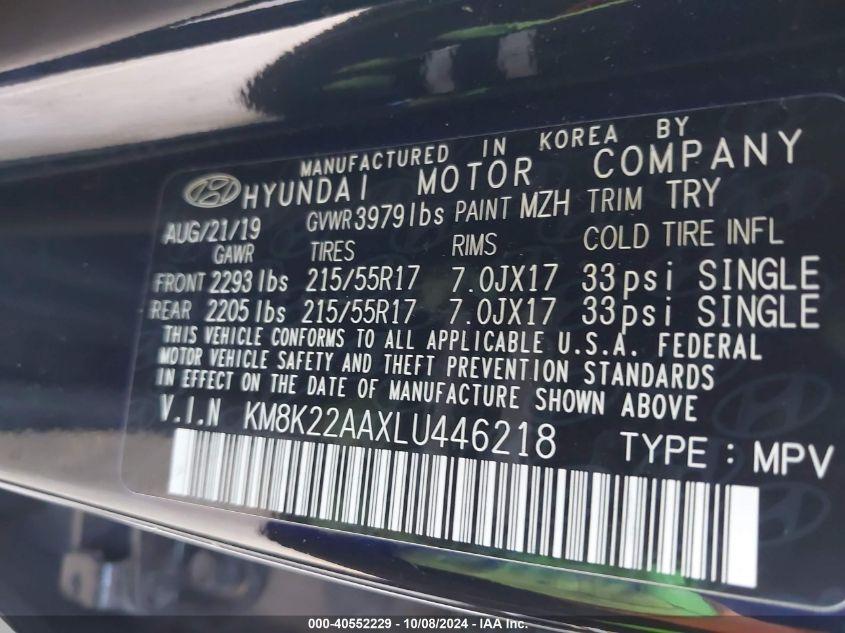 MANUFACTURED IN KOREA BY
HYUNDAI MOTOR COMPANY
AUG/21/19 GVWR 3979lbs PAINT MZH TRIM TRY
GAWR TIRES RIMS COLD TIRE INFL
FRONT 2293 lbs 215/55R17 7.0JX17 33psi SINGLE
REAR 2205 lbs 215/55R17 7.0JX17 33psi SINGLE
THIS VEHICLE CONFORMS TO ALL APPLICABLE U.S.A. FEDERAL
MOTOR VEHICLE SAFETY AND THEFT PREVENTION STANDARDS
IN EFFECT ON THE DATE OF MANUFACTURE SHOWN ABOVE
V.I.N KM8K22AAXLU446218 TYPE : MPV
000-40552229 - 10/08/2024 - IAA Inc.